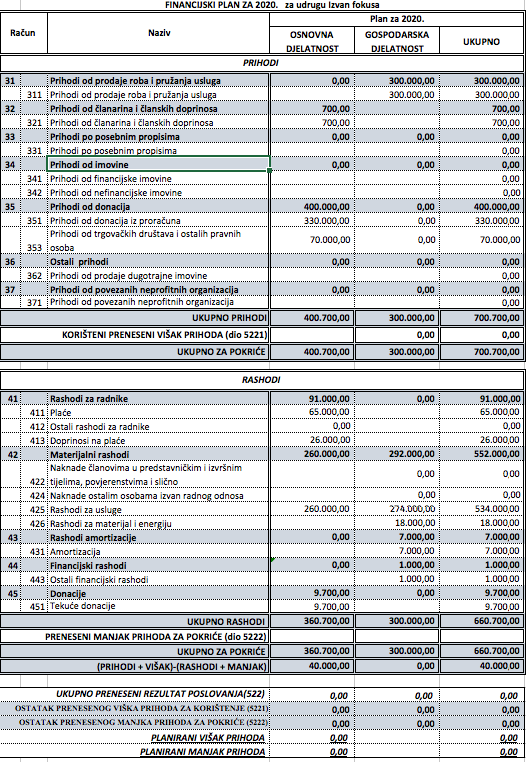 FINANCIJSKI PLAN ZA 2020. za udrugu Izvan fokusa
Račun Naziv Plan za 2020.
OSNOVNA DJELATNOST GOSPODARSKA DJELATNOST UKUPNO
PRIHODI
31 Prihodi od prodaje roba i pružanja usluga 0,00 300.000,00 300.000,00
311 Prihodi od prodaje roba i pružanja usluga 300.000,00 300.000,00
32 Prihodi od članarina i članskih doprinosa 700,00 700,00
321 Prihodi od članarina i članskih doprinosa 700,00 700,00
33 Prihodi po posebnim propisima 0,00 0,00 0,00
331 Prihodi po posebnim propisima 0,00
34 Prihodi od imovine 0,00 0,00 0,00
341 Prihodi od financijske imovine 0,00
342 Prihodi od nefinancijske imovine 0,00
35 Prihodi od donacija 400.000,00 0,00 400.000,00
351 Prihodi od donacija iz proračuna 330.000,00 0,00 330.000,00
Prihodi od trgovačkih društava i ostalih pravnih
353 osoba 70.000,00 0,00 70.000,00
36 Ostali prihodi 0,00 0,00 0,00
362 Prihodi od prodaje dugotrajne imovine 0,00
37 Prihodi od povezanih neprofitnih organizacija 0,00 0,00 0,00
371 Prihodi od povezanih neprofitnih organizacija 0,00
UKUPNO PRIHODI 400.700,00 300.000,00 700.700,00
KORIŠTENI PRENESENI VIŠAK PRIHODA (dio 5221) 0,00 0,00
UKUPNO ZA POKRIĆE 400.700,00 300.000,00 700.700,00
RASHODI
41 Rashodi za radnike 91.000,00 0,00 91.000,00
411 Plaće 65.000,00 65.000,00
412 Ostali rashodi za radnike 0,00 0,00
413 Doprinosi na plaće 26.000,00 26.000,00
42 Materijalni rashodi 260.000,00 292.000,00 552.000,00
Naknade članovima u predstavničkim i izvršnim
422 tijelima, povjerenstvima i slično 0,00 0,00
424 Naknade ostalim osobama izvan radnog odnosa 0,00 0,00
425 Rashodi za usluge 260.000,00 274.000,00 534.000,00
426 Rashodi za materijal i energiju 18.000,00 18.000,00
43 Rashodi amortizacije 0,00 7.000,00 7.000,00
431 Amortizacija 7.000,00 7.000,00
44 Financijski rashodi 0,00 1.000,00 1.000,00
443 Ostali financijski rashodi 1.000,00 1.000,00
45 Donacije 9.700,00 0,00 9.700,00
451 Tekuće donacije 9.700,00 9.700,00
UKUPNO RASHODI 360.700,00 300.000,00 660.700,00
PRENESENI MANJAK PRIHODA ZA POKRIĆE (dio 5222)
UKUPNO ZA POKRIĆE 360.700,00 300.000,00 660.700,00
(PRIHODI + VIŠAK)-(RASHODI + MANJAK) 40.000,00 0,00 40.000,00
UKUPNO PRENESENI REZULTAT POSLOVANJA(522) 0,00 0,00 0,00
OSTATAK PRENESENOG VIŠKA PRIHODA ZA KORIŠTENJE (5221) 0,00 0,00
OSTATAK PRENESENOG MANJKA PRIHODA ZA POKRIĆE (5222) 0,00 0,00
PLANIRANI VIŠAK PRIHODA 0,00 0,00
PLANIRANI MANJAK PRIHODA 0,00 0,00